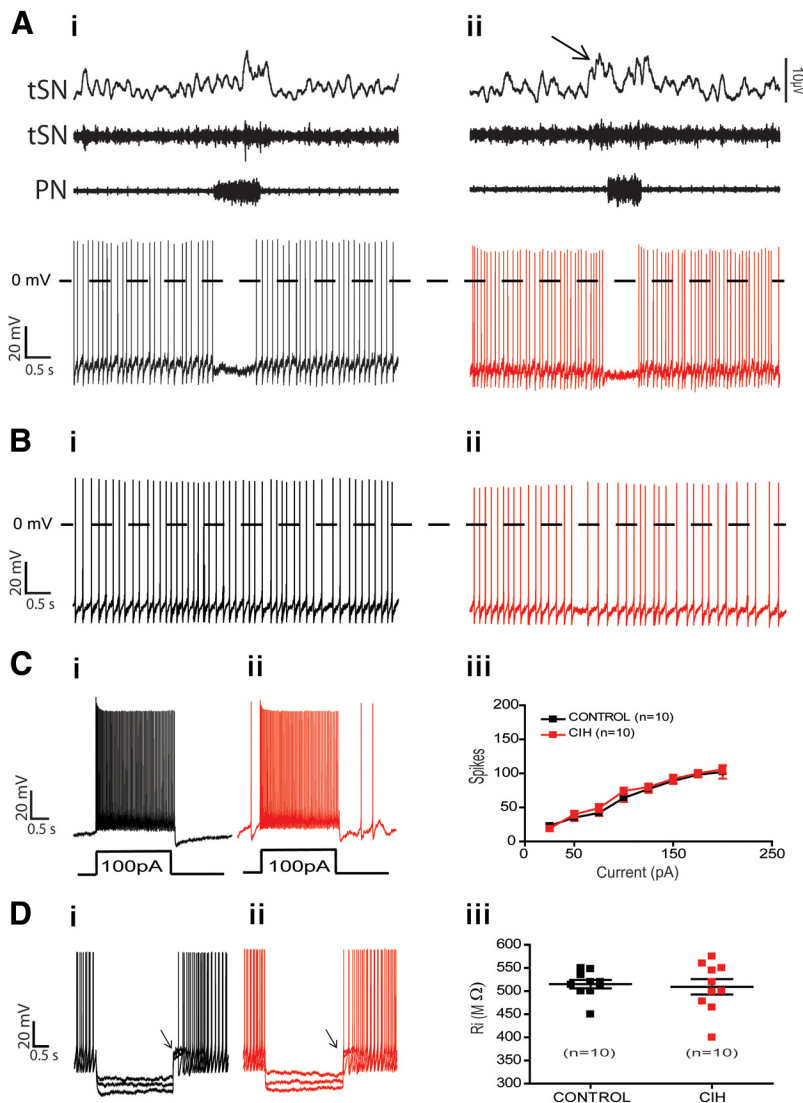 A i ii
tSN 10μV
tSN
PN
0 mV
20 mV
0.5 s
B i ii
0 mV
20 mV
0.5 s
C i ii iii
20 mV
0.5 s
100pA 100pA
200
150
100
50
0
Spikes
CONTROL (n=10)
CIH (n=10)
0 50 150 250
Current (pA)
D i ii iii
20 mV
0.5 s
600
550
500
450
400
350
300
Ri (M Ω)
(n=10) (n=10)
CONTROL CIH